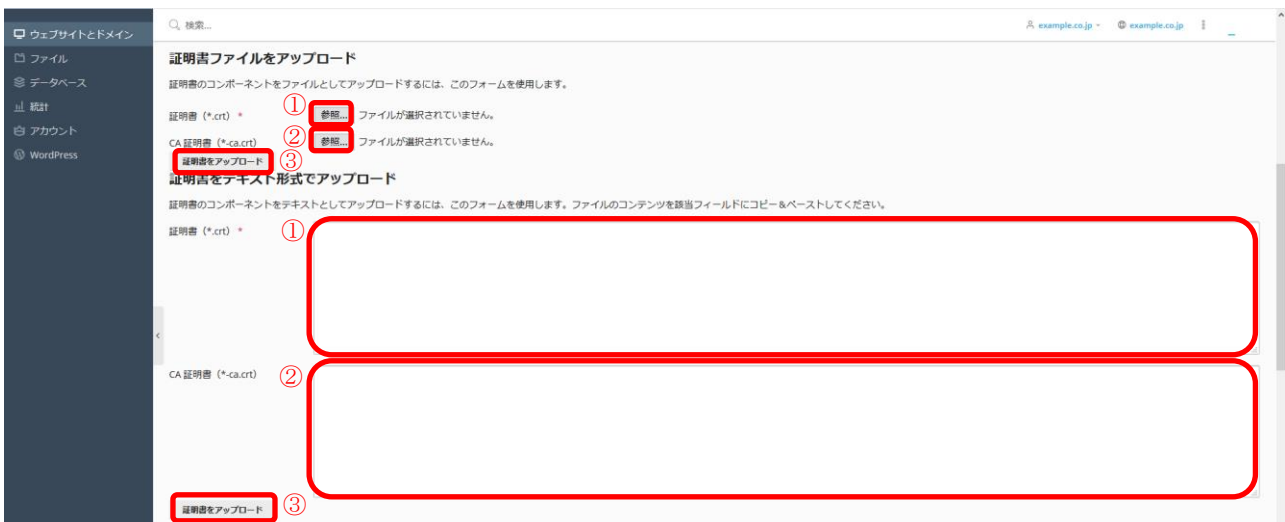 ウェブサイトとドメイン
ファイル
データベース
統計
アカウント
WordPress
検索...
example.co.jp
example.co.jp
証明書ファイルをアップロード
証明書のコンポーネントをファイルとしてアップロードするには、このフォームを使用します。
証明書 (*.crt) * ① 参照... ファイルが選択されていません。
CA 証明書 (*-ca.crt) ② 参照... ファイルが選択されていません。
証明書をアップロード ③
証明書をテキスト形式でアップロード
証明書のコンポーネントをテキストとしてアップロードするには、このフォームを使用します。ファイルのコンテンツを該当フィールドにコピー＆ペーストしてください。
証明書 (*.crt) * ①
CA 証明書 (*-ca.crt) ②
証明書をアップロード ③